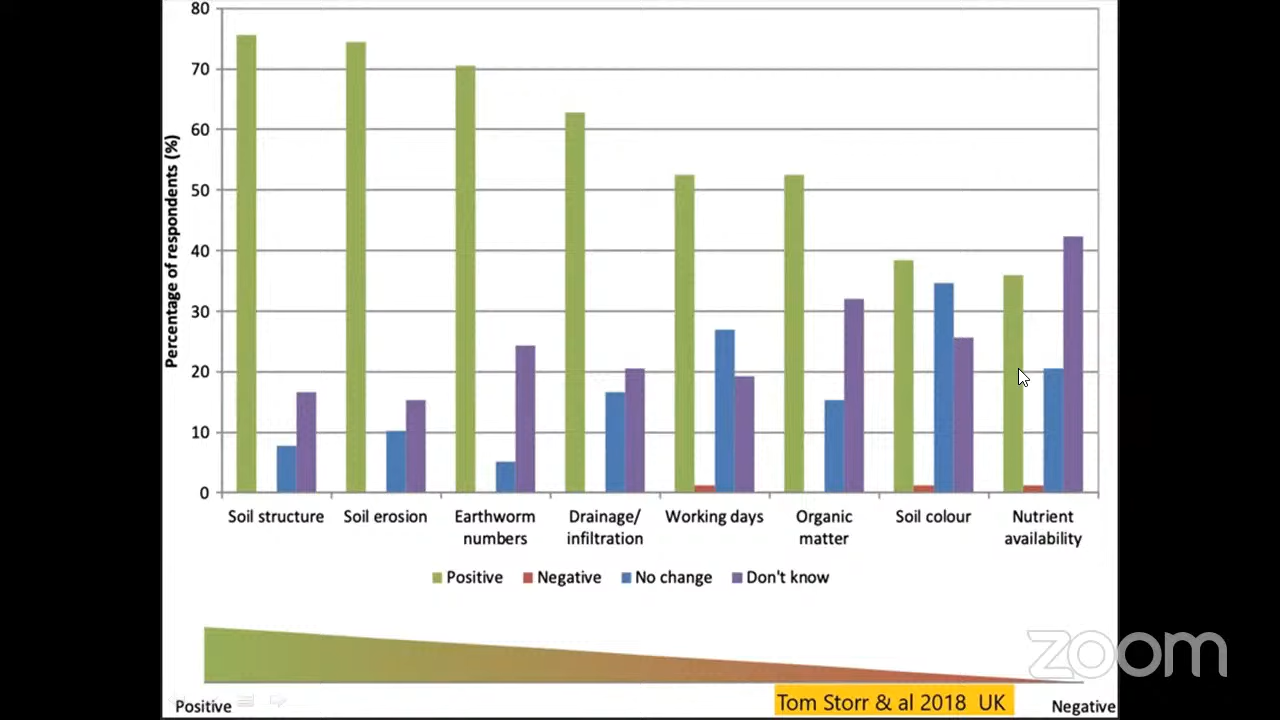 80
70
60
50
40
30
20
10
0
Percentage of respondents (%)
Soil structure
Soil erosion
Earthworm
numbers
Drainage/
infiltration
Working days
Organic
matter
Soil colour
Nutrient
availability
Positive
Negative
No change
Don't know
zoom
Tom Storr & al 2018 UK
Positive
Negative